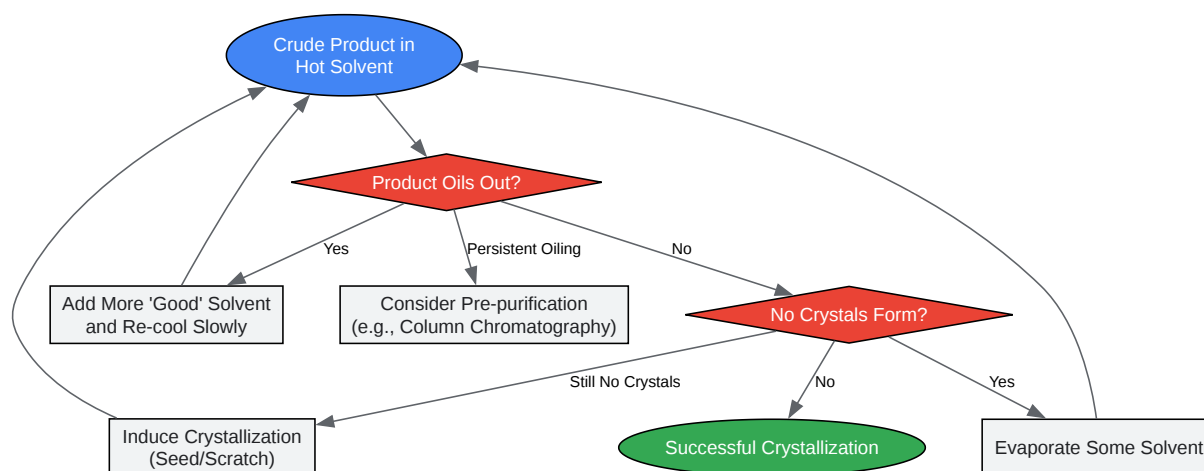 Crude Product in
Hot Solvent
Product Oils Out?
Yes
Persistent Oiling
No
Add More 'Good' Solvent
and Re-cool Slowly
Consider Pre-purification
(e.g., Column Chromatography)
No Crystals Form?
Still No Crystals
No
Yes
Induce Crystallization
(Seed/Scratch)
Successful Crystallization
Evaporate Some Solvent